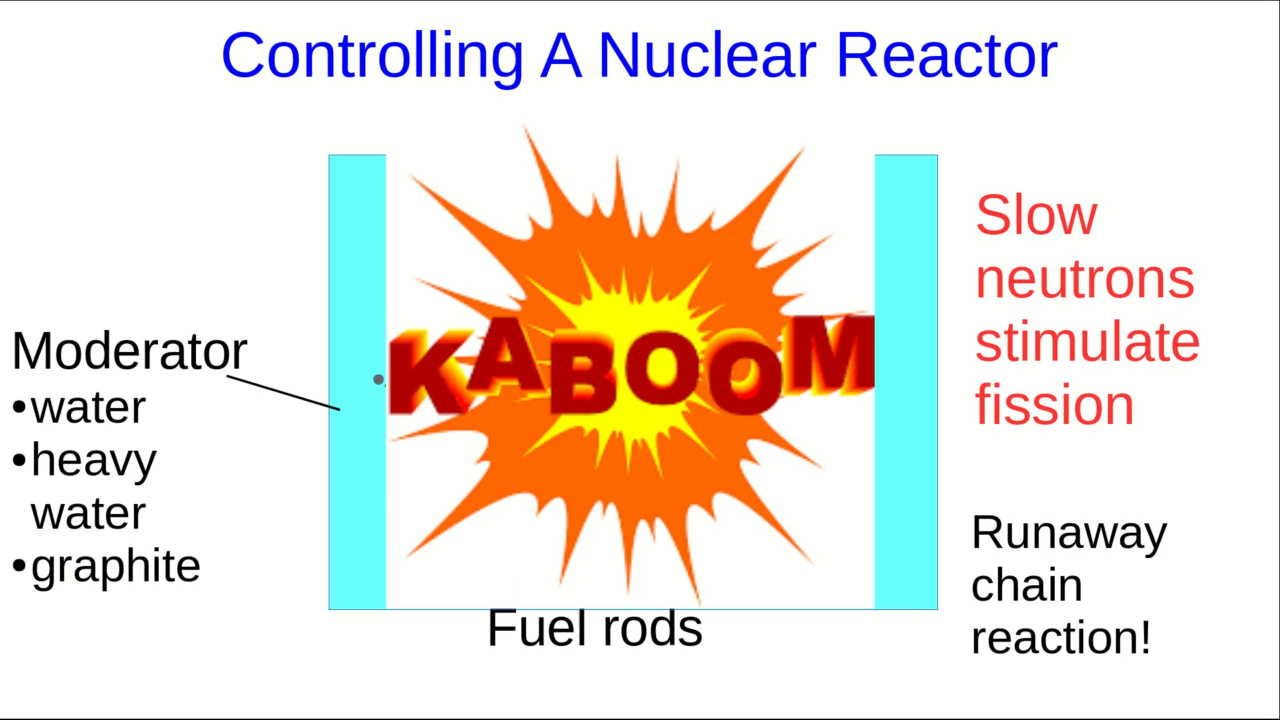 Controlling A Nuclear Reactor
KABOOM
Moderator
•water
•heavy
water
•graphite
Fuel rods
Slow
neutrons
stimulate
fission
Runaway
chain
reaction!